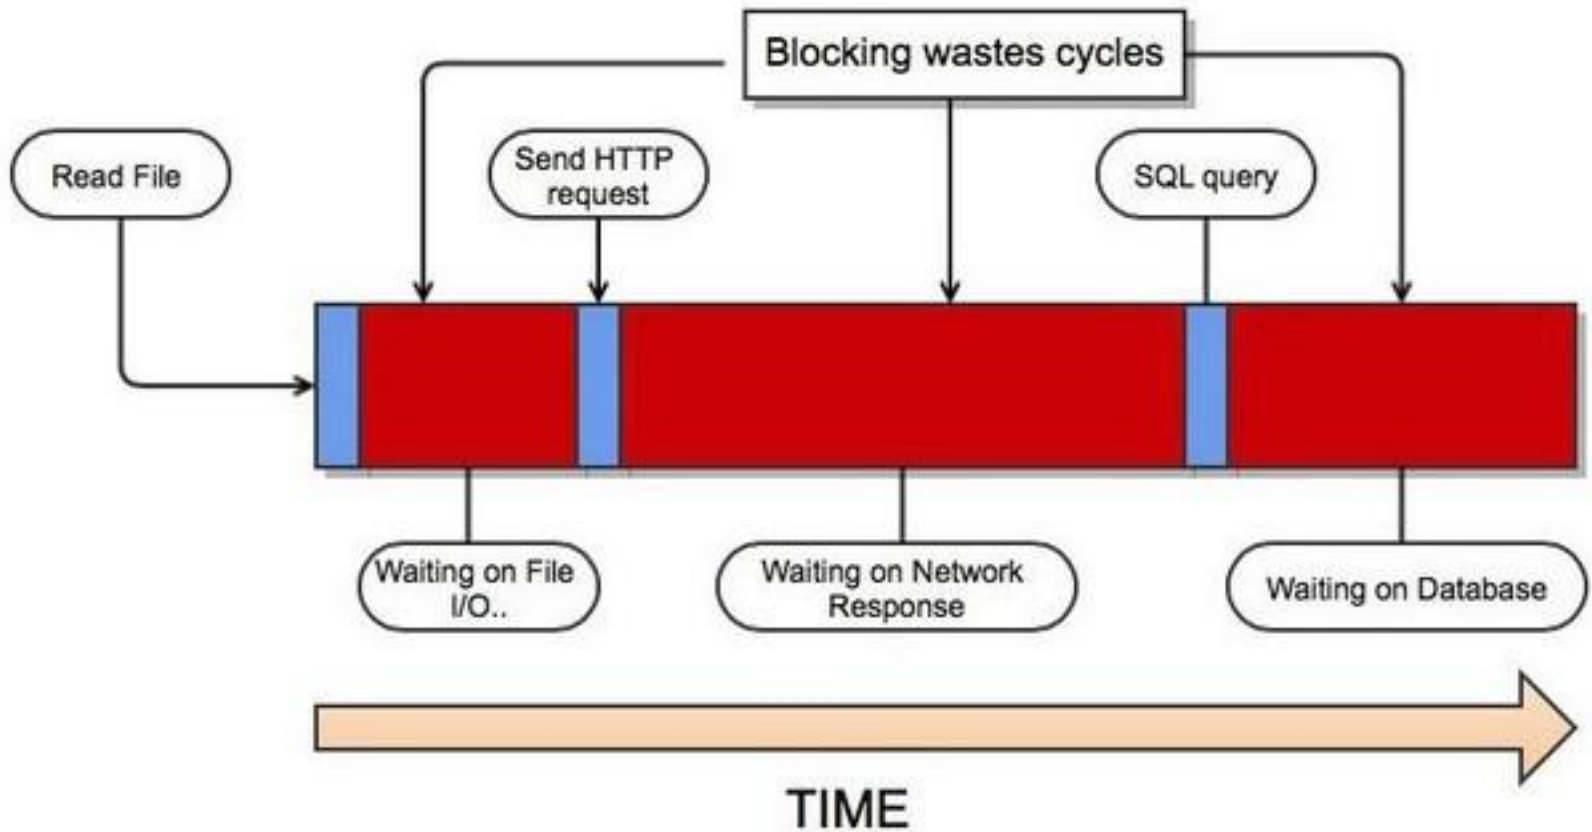 Blocking wastes cycles
Read File
Send HTTP
request
SQL query
Waiting on File
I/O..
Waiting on Network
Response
Waiting on Database
TIME